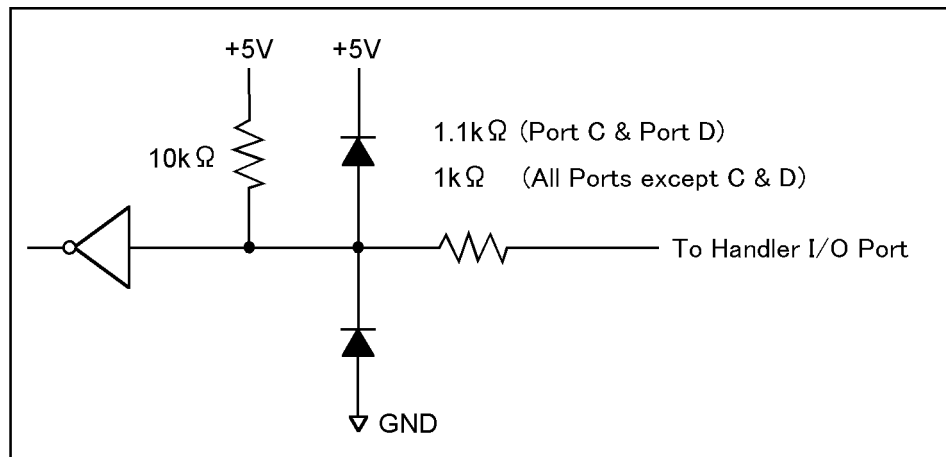 +5V
+5V
10kΩ
1.1kΩ (Port C & Port D)
1kΩ (All Ports except C & D)
To Handler I/O Port
GND